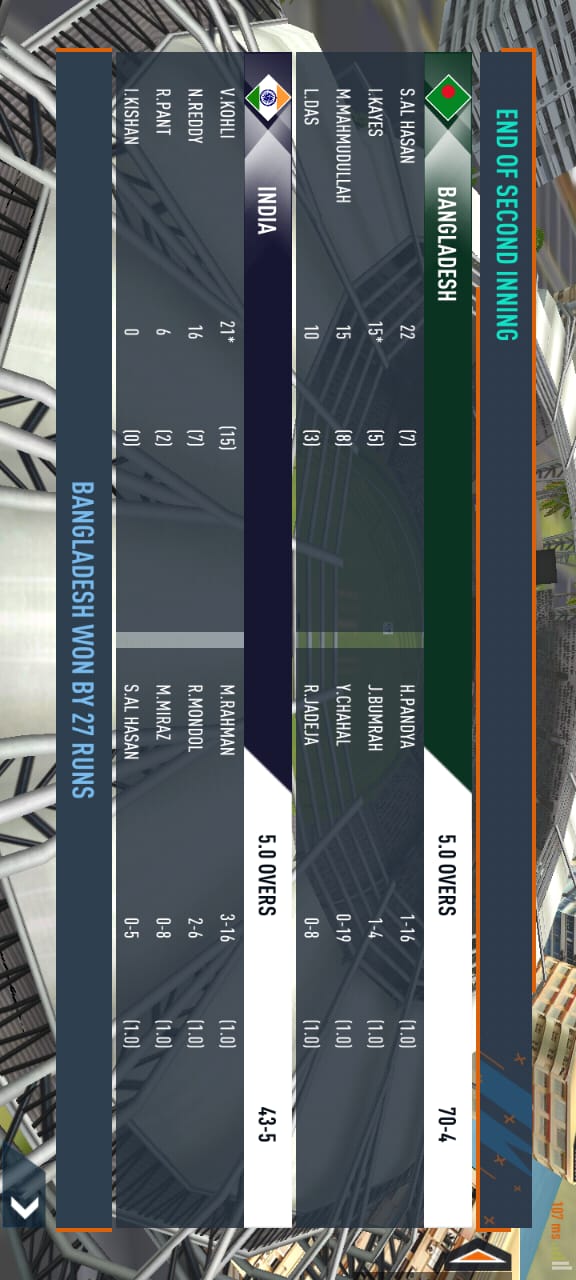 END OF SECOND INNING
BANGLADESH 5.0 OVERS 70-4
S.AL HASAN 22 (7) H.PANDYA 1-16 (1.0)
I.KAYES 15* (5) J.BUMRAH 1-4 (1.0)
M.MAHMUDULLAH 15 (8) Y.CHAHAL 0-19 (1.0)
L.DAS 10 (3) R.JADEJA 0-8 (1.0)
INDIA 5.0 OVERS 43-5
V.KOHLI 21* (15) M.RAHMAN 3-16 (1.0)
N.REDDY 16 (7) R.MONDOL 2-6 (1.0)
R.PANT 6 (2) M.MIRAZ 0-8 (1.0)
I.KISHAN 0 (0) S.AL HASAN 0-5 (1.0)
BANGLADESH WON BY 27 RUNS
107 ms